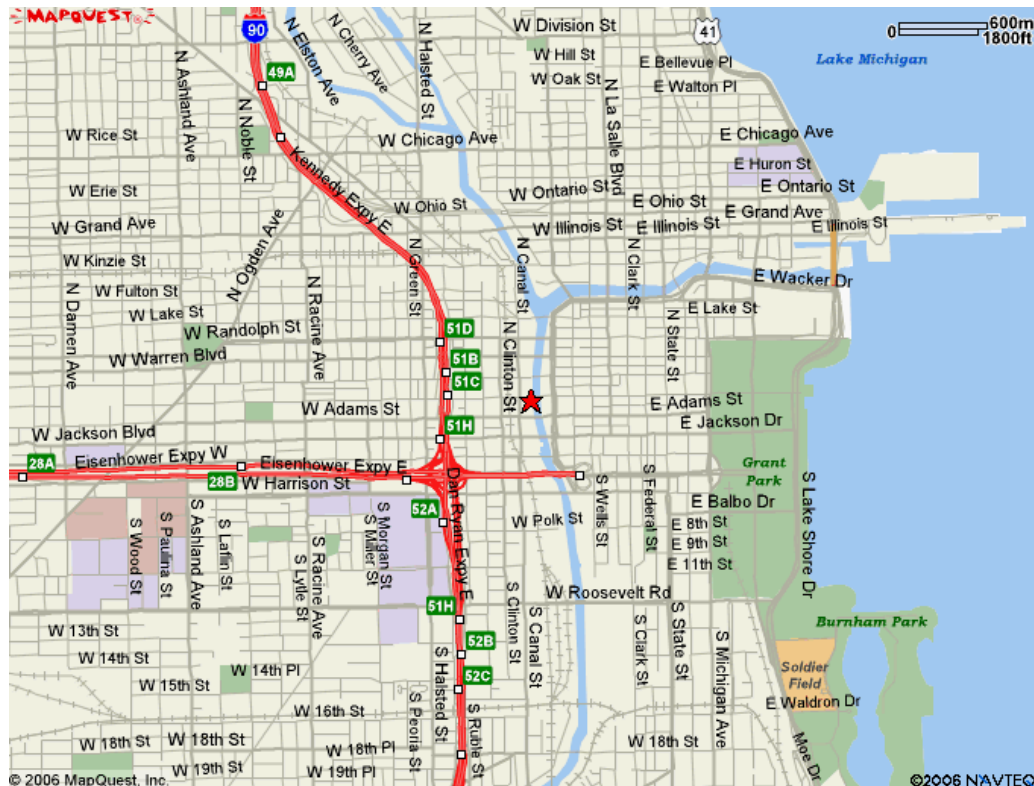 MAPQUEST
90
W Division St
41
600m
0
1800ft
N Elston Ave
N Cherry Ave
N Halsted St
W Hill St
E Bellevue Pl
Lake Michigan
49A
W Oak St
E Walton Pl
N Ashland Ave
N Noble St
N La Salle Blvd
W Rice St
W Chicago Ave
E Chicago Ave
Kennedy Expy E
E Huron St
W Erie St
W Ontario St
E Ontario St
W Ohio St
E Ohio St
W Grand Ave
E Grand Ave
W Illinois St
E Illinois St
E Illinois St
N Ogden Ave
N Green St
N Canal St
N Clark St
W Kinzie St
E Wacker Dr
N Damen Ave
W Fulton St
N Racine Ave
W Lake St
E Lake St
W Randolph St
51D
N Clinton St
N State St
W Warren Blvd
51B
51C
W Adams St
E Adams St
W Jackson Blvd
51H
E Jackson Dr
28A
Eisenhower Expy W
Eisenhower Expy E
Grant
Park
28B
W Harrison St
Dan Ryan Expy E
S Wells St
S Federal St
S Lake Shore Dr
E Balbo Dr
52A
S Wood St
S Paulina St
S Ashland Ave
S Laflin St
S Morgan St
S Miller St
W Polk St
E 8th St
E 9th St
E 11th St
S Lytle St
S Racine Ave
W Roosevelt Rd
51H
S Clinton St
S Canal St
S Clark St
S State St
S Michigan Ave
Burnham Park
W 13th St
52B
W 14th St
W 14th Pl
S Halsted St
52C
Soldier
Field
W 15th St
E Waldron Dr
W 16th St
S Peoria St
S Ruble St
W 18th St
W 18th St
W 18th Pl
W 18th St
Moe Dr
W 19th St
W 19th Pl
© 2006 MapQuest, Inc.
©2006 NAVTEQ